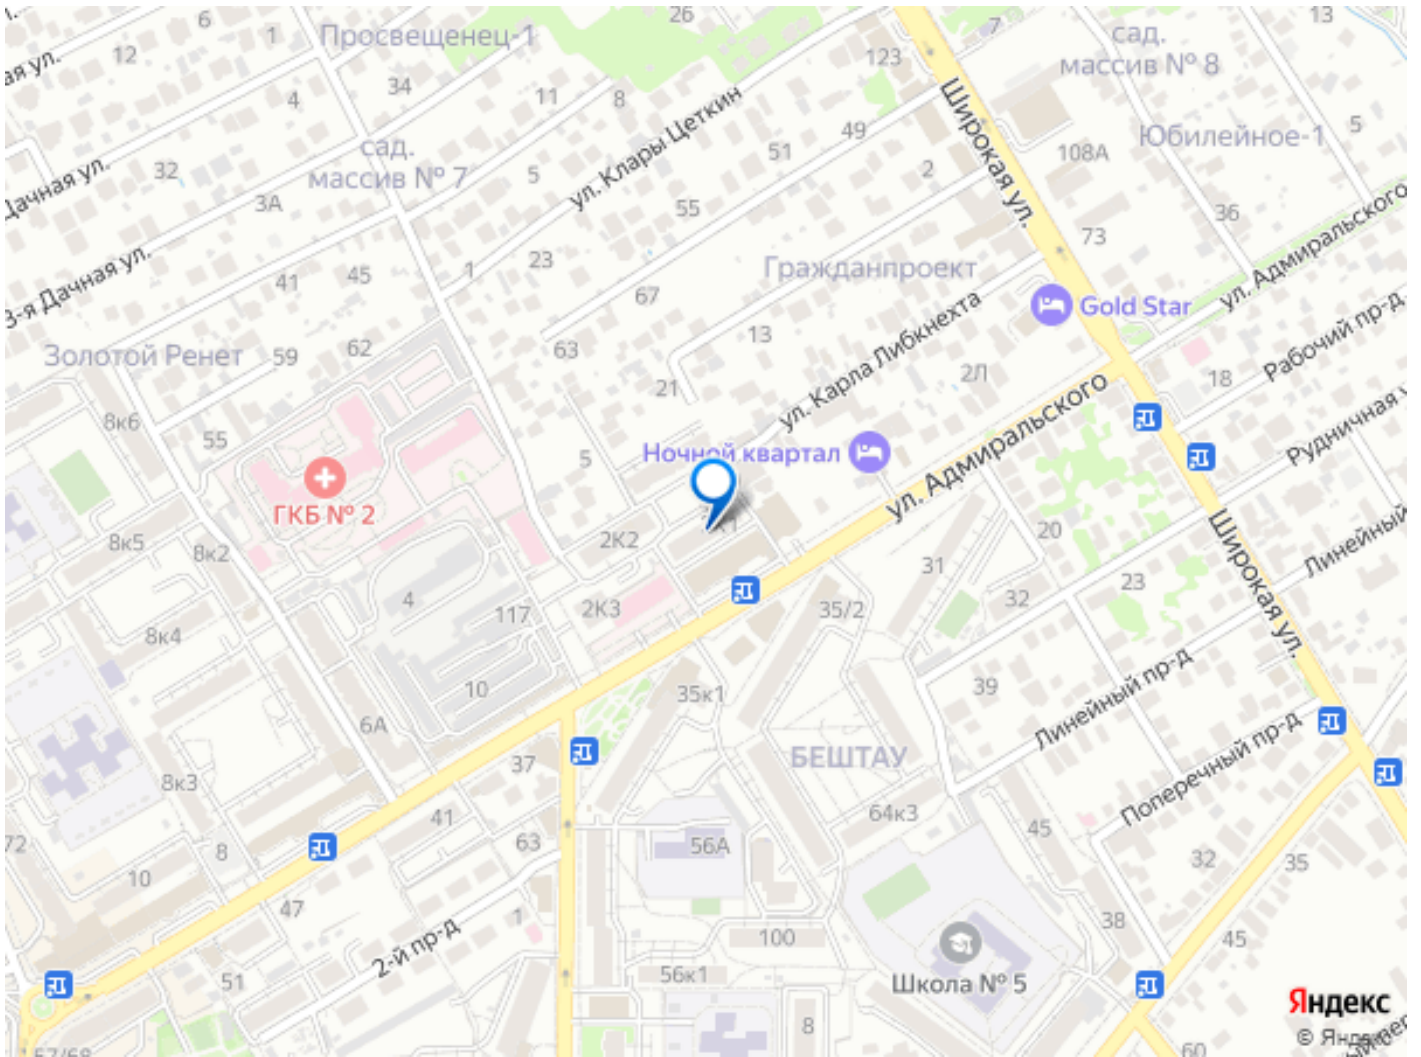 26
7
13
12
6
1
Просвещенец-1
сад.
массив № 8
123
34
4
11
8
Широкая ул.
49
5
Юбилейное-1
108А
ул. Клары Цеткин
51
сад.
массив № 7
32
Дачная ул.
5
2
3А
55
36
73
ул. Адмиральского
3-я Дачная ул.
41
45
1
23
Гражданпроект
67
Gold Star
13
Золотой Ренет
59
62
63
21
ул. Карла Либкнехта
2Л
18
Рабочий пр-д
8к6
55
5
Ночной квартал
ул. Адмиральского
Рудничная
ГКБ № 2
8к5
8к2
2К2
20
Широкая ул.
Линейный
31
4
117
2К3
35/2
32
23
8к4
10
35к1
39
Линейный пр-д
6А
37
БЕШТАУ
Поперечный пр-д
8к3
41
64к3
45
72
8
63
56А
32
35
10
47
1
2-й пр-д
100
38
45
51
56к1
Школа № 5
Яндекс
8
60
67/68